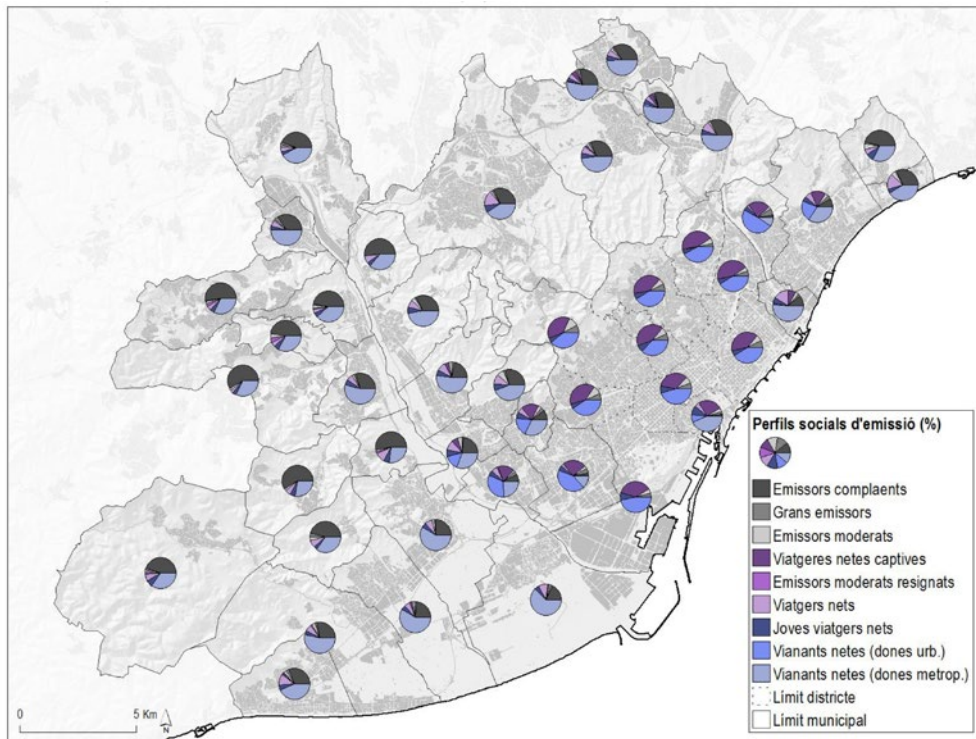 Perfils socials d'emissió (%)
Emissors complaents
Grans emissors
Emissors moderats
Viatgeres netes captives
Emissors moderats resignats
Viatgers nets
Joves viatgers nets
Vianants netes (dones urb.)
Vianants netes (dones metrop.)
Límit districte
Límit municipal
0 5 Km
N